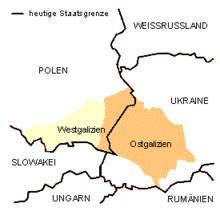 heutige Staatsgrenze
WEISSRUSSLAND
POLEN
UKRAINE
Westgalizien
Ostgalizien
SLOWAKEI
UNGARN
RUMÄNIEN